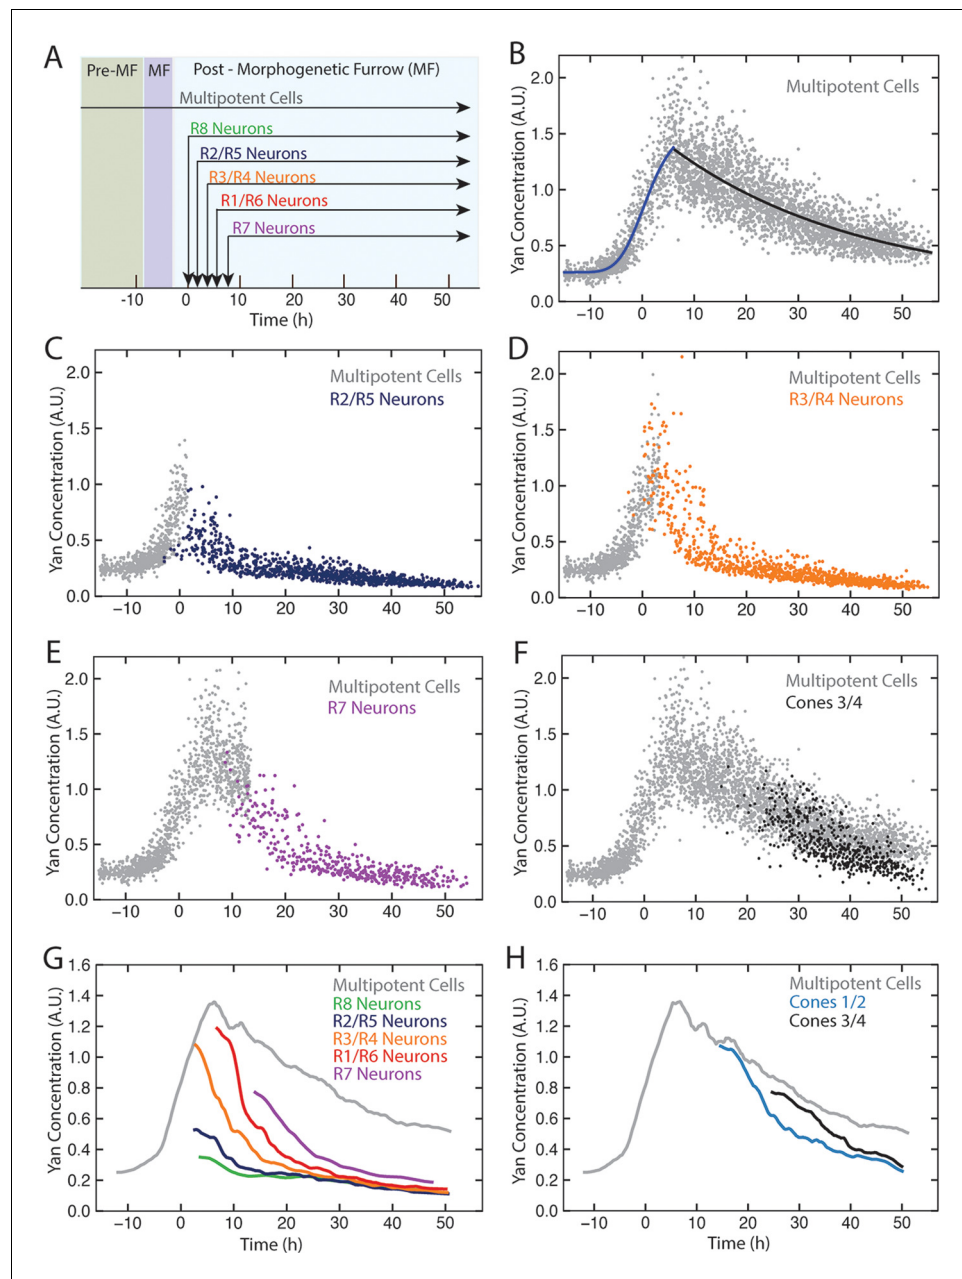 A
Pre-MF MF Post - Morphogenetic Furrow (MF)
Multipotent Cells
R8 Neurons
R2/R5 Neurons
R3/R4 Neurons
R1/R6 Neurons
R7 Neurons
-10 0 10 20 30 40 50
Time (h)
B
Yan Concentration (A.U.)
Multipotent Cells
2.0
1.5
1.0
0.5
0.0
−10 0 10 20 30 40 50
C
Yan Concentration (A.U.)
Multipotent Cells
R2/R5 Neurons
2.0
1.5
1.0
0.5
0.0
−10 0 10 20 30 40 50
D
Yan Concentration (A.U.)
Multipotent Cells
R3/R4 Neurons
2.0
1.5
1.0
0.5
0.0
−10 0 10 20 30 40 50
E
Yan Concentration (A.U.)
Multipotent Cells
R7 Neurons
2.0
1.5
1.0
0.5
0.0
−10 0 10 20 30 40 50
F
Yan Concentration (A.U.)
Multipotent Cells
Cones 3/4
2.0
1.5
1.0
0.5
0.0
−10 0 10 20 30 40 50
G
Yan Concentration (A.U.)
Multipotent Cells
R8 Neurons
R2/R5 Neurons
R3/R4 Neurons
R1/R6 Neurons
R7 Neurons
1.6
1.4
1.2
1.0
0.8
0.6
0.4
0.2
0.0
−10 0 10 20 30 40 50
Time (h)
H
Yan Concentration (A.U.)
Multipotent Cells
Cones 1/2
Cones 3/4
1.6
1.4
1.2
1.0
0.8
0.6
0.4
0.2
0.0
−10 0 10 20 30 40 50
Time (h)